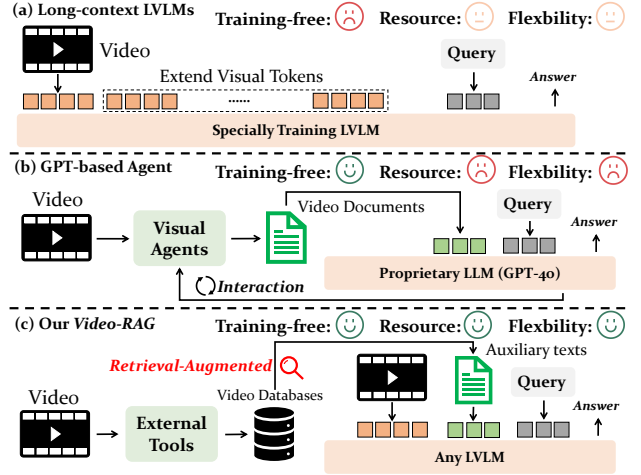 (a) Long-context LVLMs
Training-free:
Resource:
Flexbility:
Video
Extend Visual Tokens
......
Query
Answer
Specially Training LVLM
(b) GPT-based Agent
Training-free:
Resource:
Flexbility:
Video
Visual
Agents
Video Documents
Query
Answer
Proprietary LLM (GPT-4o)
Interaction
(c) Our Video-RAG
Training-free:
Resource:
Flexbility:
Retrieval-Augmented
Auxiliary texts
Video
External
Tools
Video Databases
Query
Answer
Any LVLM